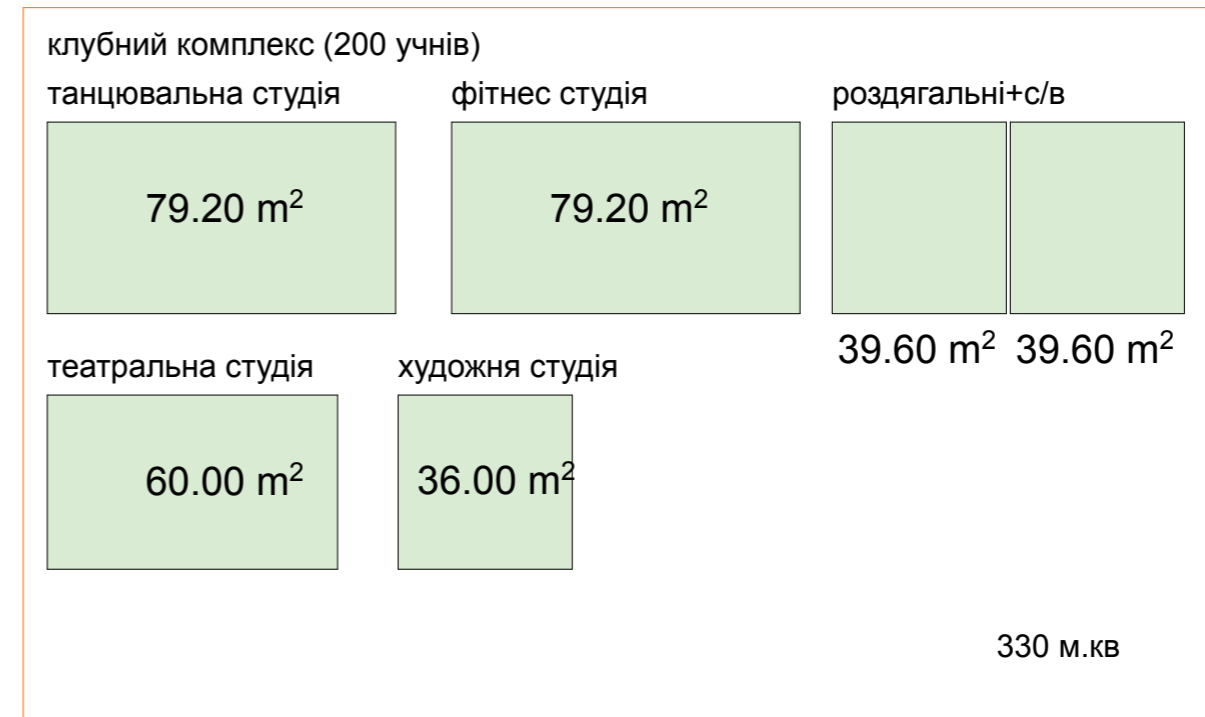 клубний комплекс (200 учнів)
танцювальна студія фітнес студія роздягальні+с/в
79.20 m² 79.20 m²
39.60 m² 39.60 m²
театральна студія художня студія
60.00 m² 36.00 m²
330 м.кв